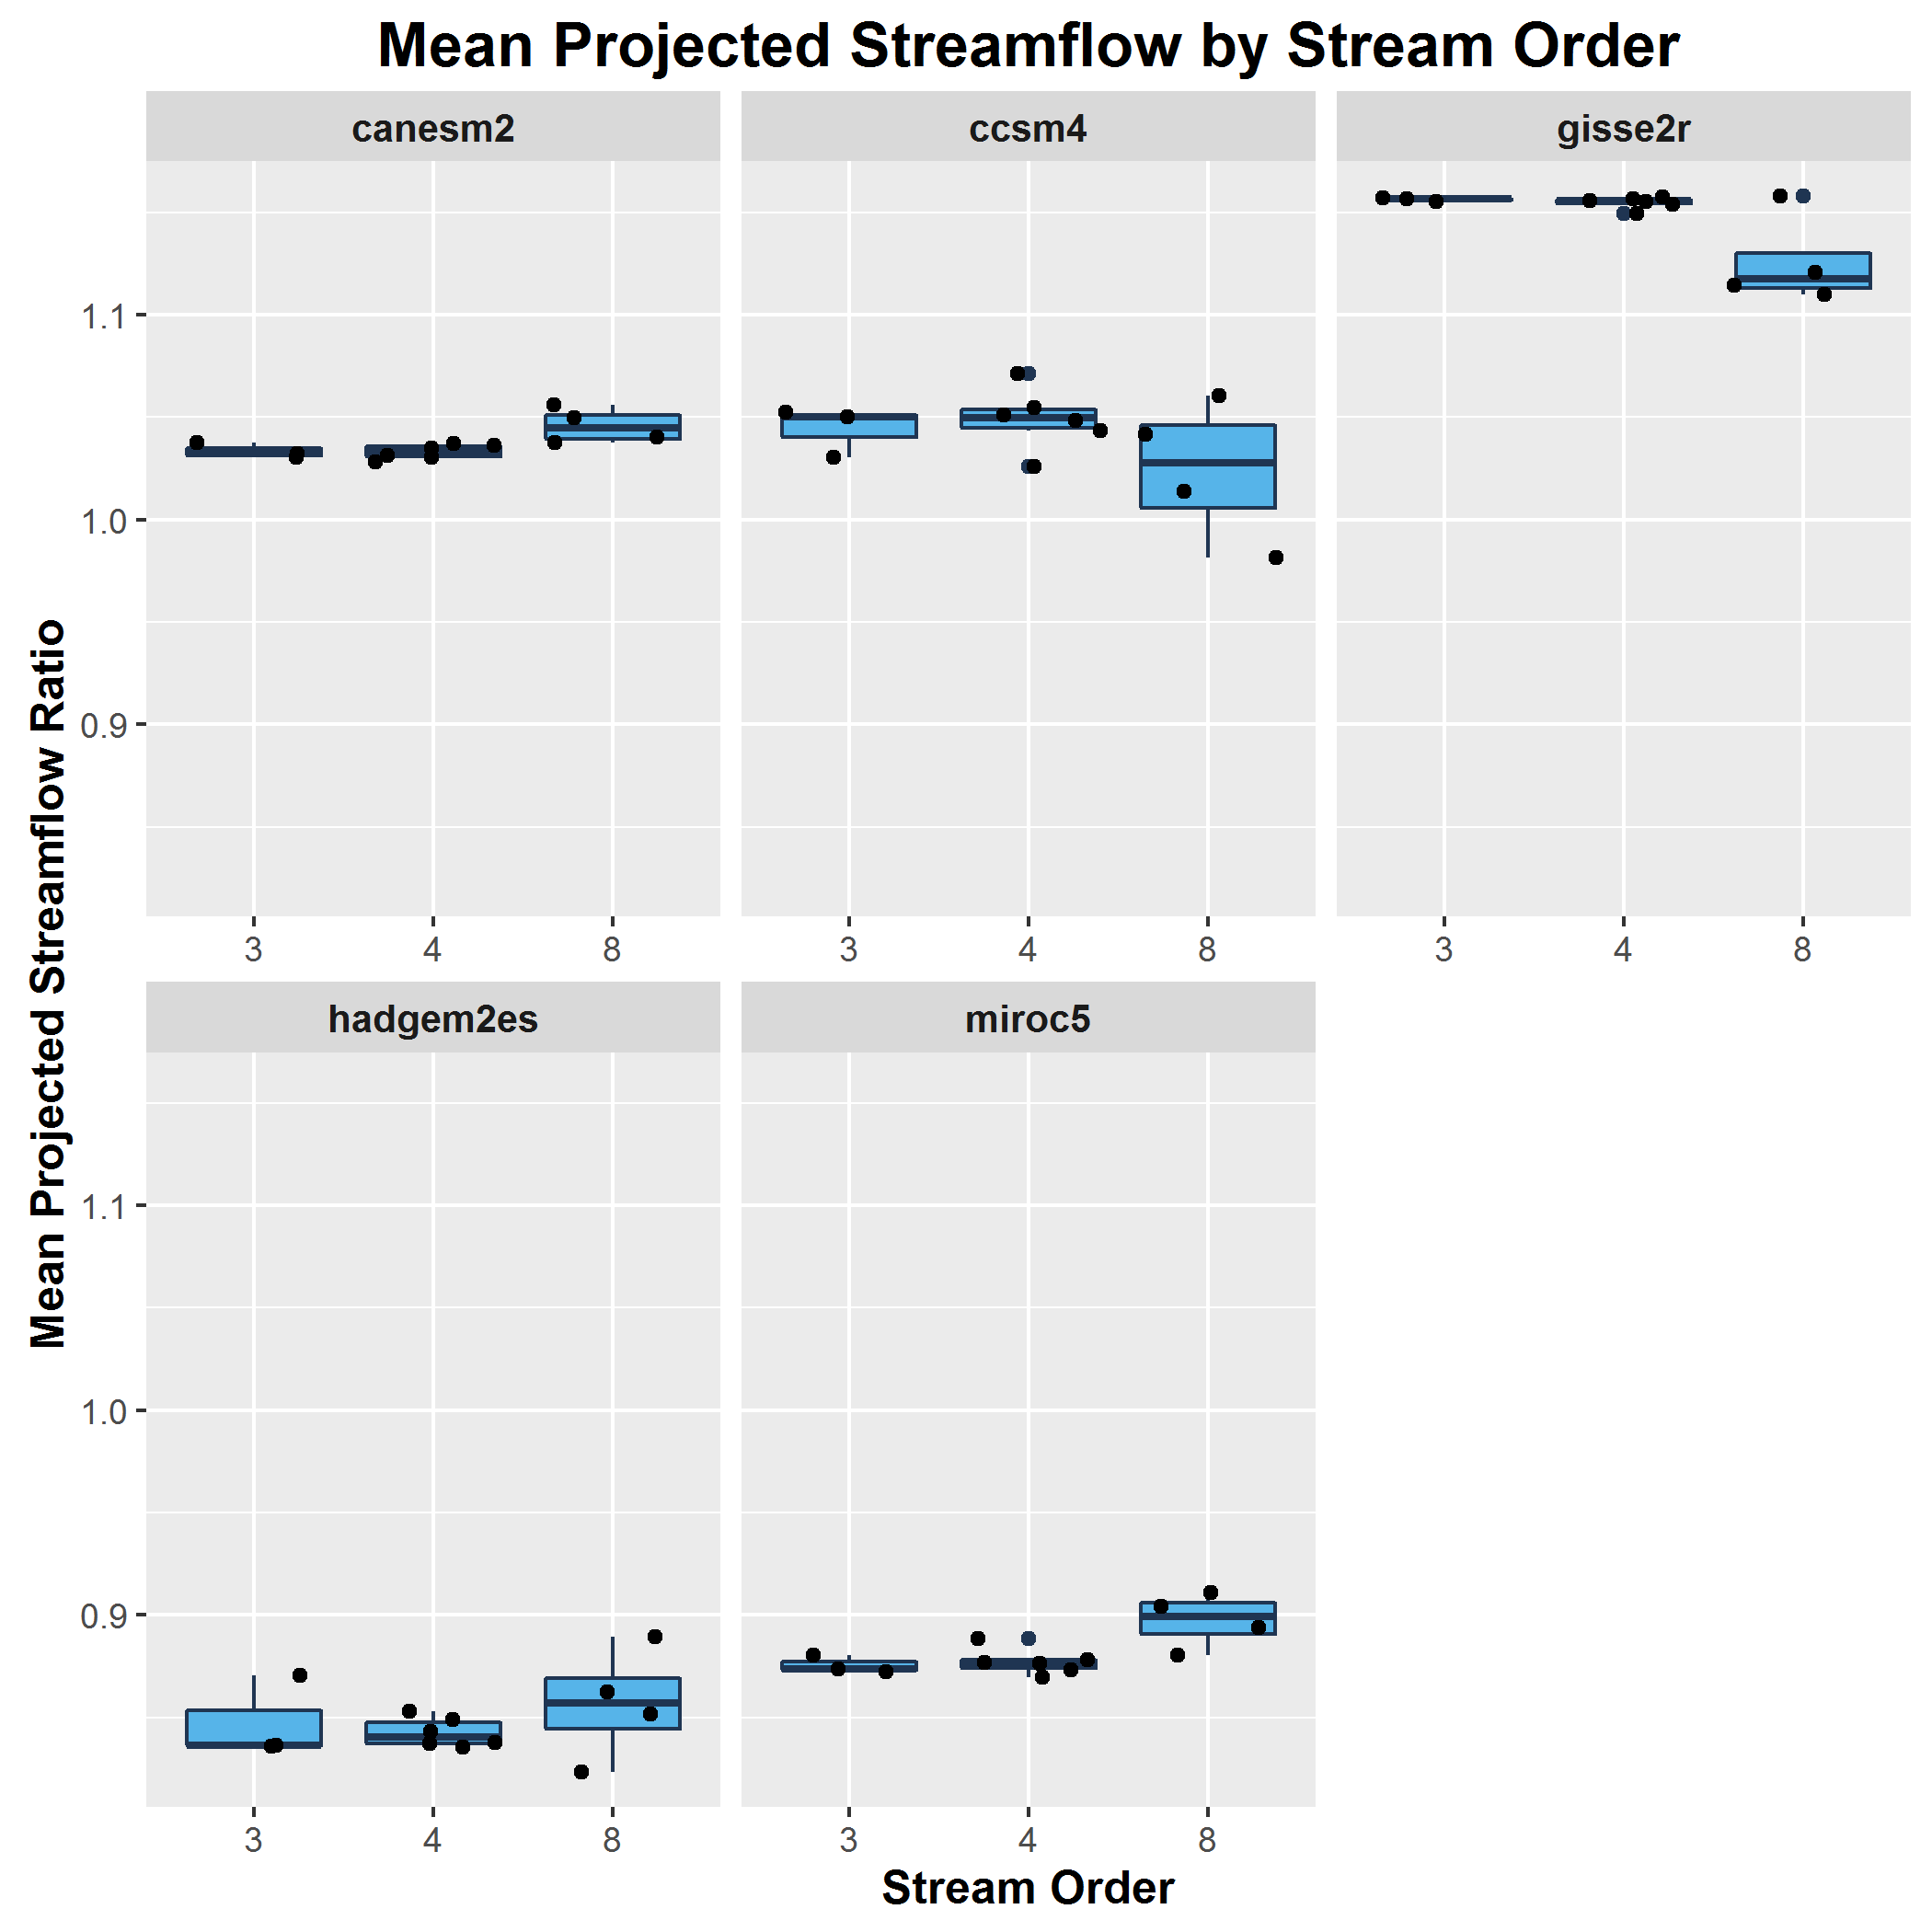 Mean Projected Streamflow by Stream Order
canesm2
ccsm4
gisse2r
Mean Projected Streamflow Ratio
1.1
1.0
0.9
3 4 8
3 4 8
3 4 8
hadgem2es
miroc5
1.1
1.0
0.9
3 4 8
3 4 8
Stream Order